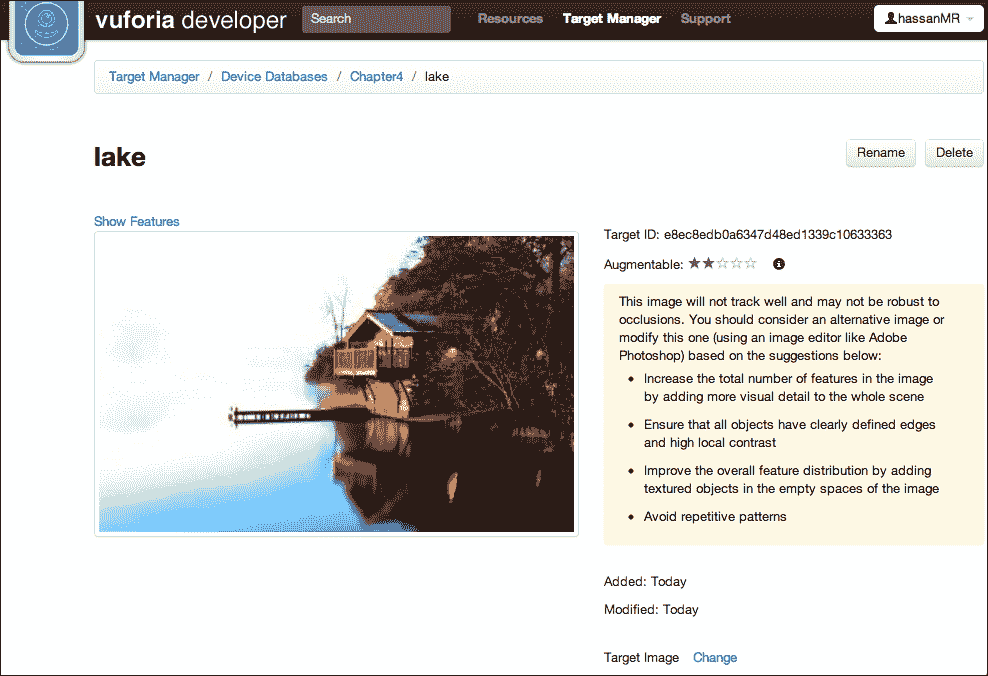 vuforia developer Search Resources Target Manager Support hassanMR
Target Manager / Device Databases / Chapter4 / lake
lake
Rename Delete
Show Features
Target ID: e8ec8edb0a6347d48ed1339c10633363
Augmentable:
This image will not track well and may not be robust to
occlusions. You should consider an alternative image or
modify this one (using an image editor like Adobe
Photoshop) based on the suggestions below:
• Increase the total number of features in the image
by adding more visual detail to the whole scene
• Ensure that all objects have clearly defined edges
and high local contrast
• Improve the overall feature distribution by adding
textured objects in the empty spaces of the image
• Avoid repetitive patterns
Added: Today
Modified: Today
Target Image Change